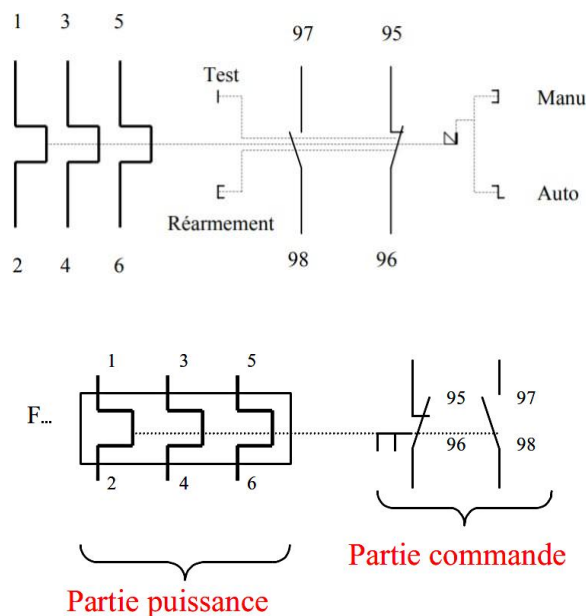 1 3 5
97 95
Test
Manu
Réarmement
Auto
2 4 6
98 96
1 3 5
F...
95 97
96 98
2 4 6
Partie commande
Partie puissance